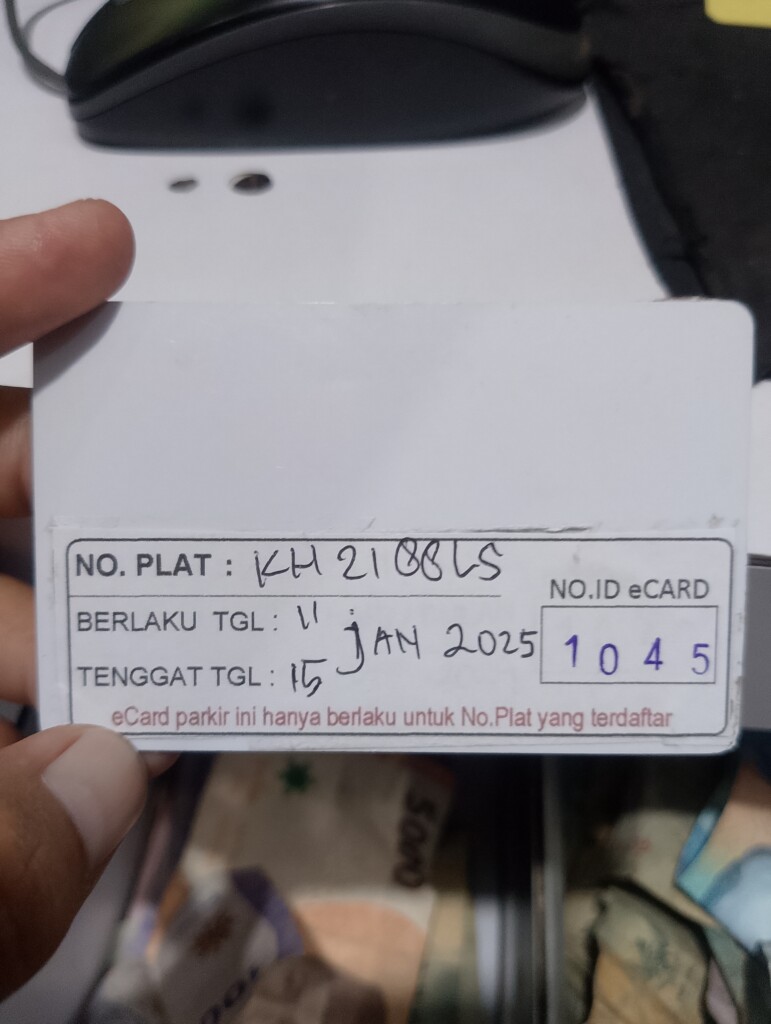 NO. PLAT : KH 2188 LS
BERLAKU TGL : 11
TENGGAT TGL : 15
jAN 2025
NO.ID eCARD
1045
eCard parkir ini hanya berlaku untuk No.Plat yang terdaftar
5000